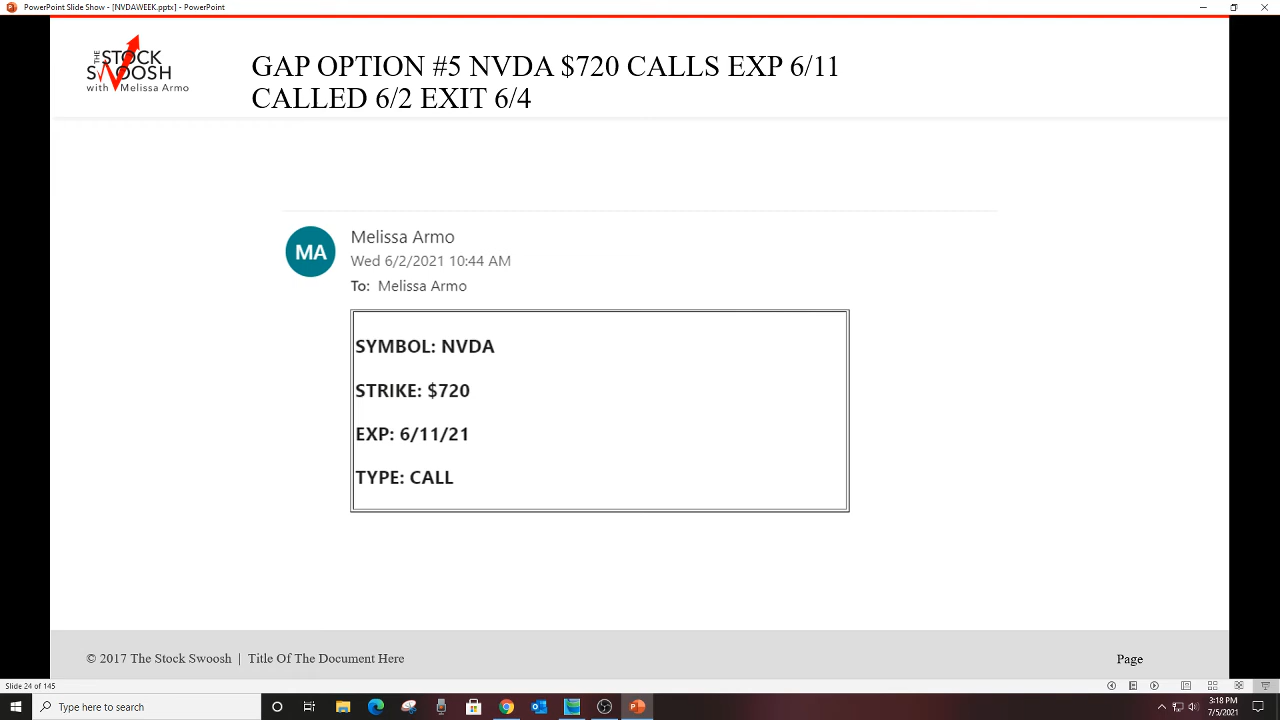 PowerPoint Slide Show - [NVDAWEEK.pptx] - PowerPoint
THE STOCK
SWOOSH
with Melissa Armo
GAP OPTION #5 NVDA $720 CALLS EXP 6/11
CALLED 6/2 EXIT 6/4
MA
Melissa Armo
Wed 6/2/2021 10:44 AM
To: Melissa Armo
SYMBOL: NVDA
STRIKE: $720
EXP: 6/11/21
TYPE: CALL
© 2017 The Stock Swoosh | Title Of The Document Here
Page
Slide 24 of 145
Type here to search
3:18 PM
7/5/2021